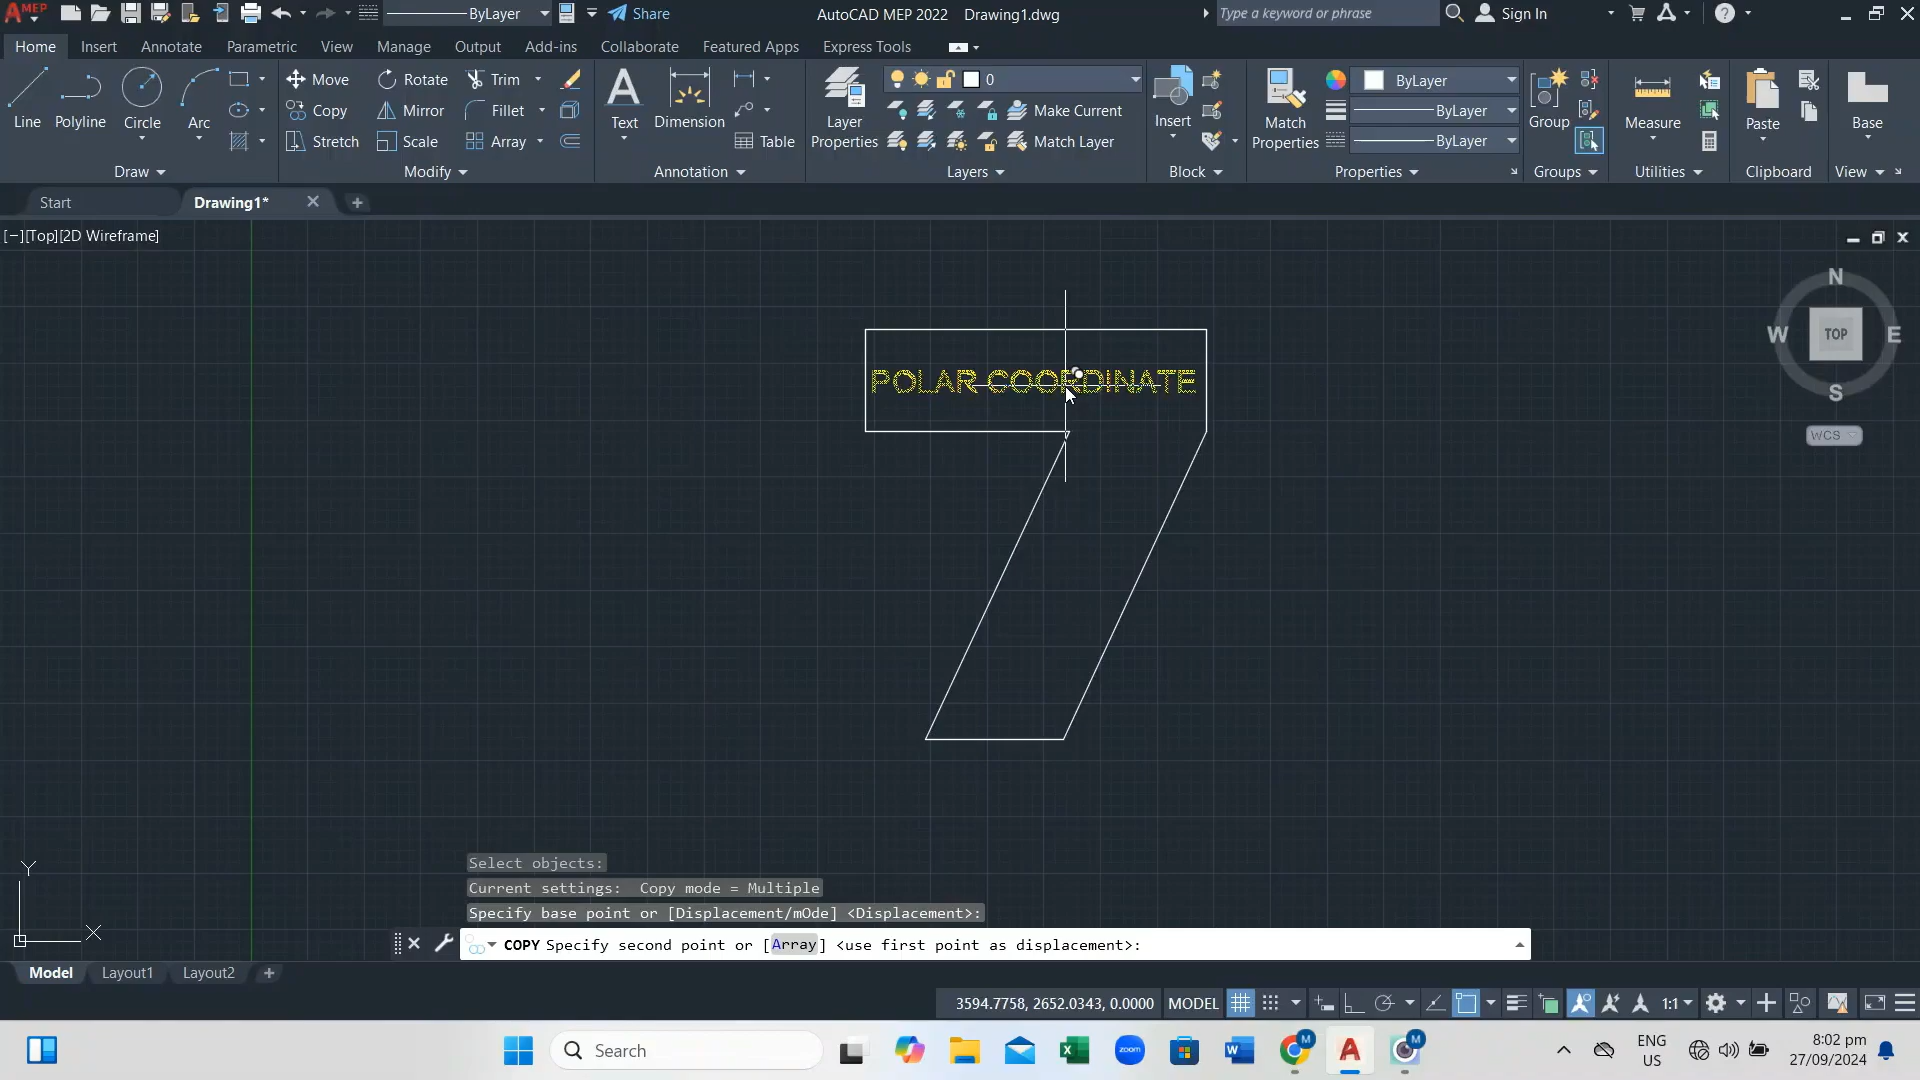 MEP
ByLayer
Share
AutoCAD MEP 2022 Drawing1.dwg
Type a keyword or phrase
Sign In
Home Insert Annotate Parametric View Manage Output Add-ins Collaborate Featured Apps Express Tools
Line
Polyline
Circle
Arc
Move
Rotate
Trim
Copy
Mirror
Fillet
Stretch
Scale
Array
Text
Dimension
Table
Layer
Properties
0
Make Current
Match Layer
Insert
Match
Properties
ByLayer
ByLayer
ByLayer
Group
Measure
Paste
Base
Draw
Modify
Annotation
Layers
Block
Properties
Groups
Utilities
Clipboard
View
Start
Drawing1*
[−][Top][2D Wireframe]
N
W TOP E
S
WCS
POLAR COORDINATE
Y
X
Select objects:
Current settings:  Copy mode = Multiple
Specify base point or [Displacement/mOde] <Displacement>:
COPY Specify second point or [Array] <use first point as displacement>:
Model Layout1 Layout2
3594.7758, 2652.0343, 0.0000 MODEL
1:1
Search
zoom
M
M
ENG
US
8:02 pm
27/09/2024